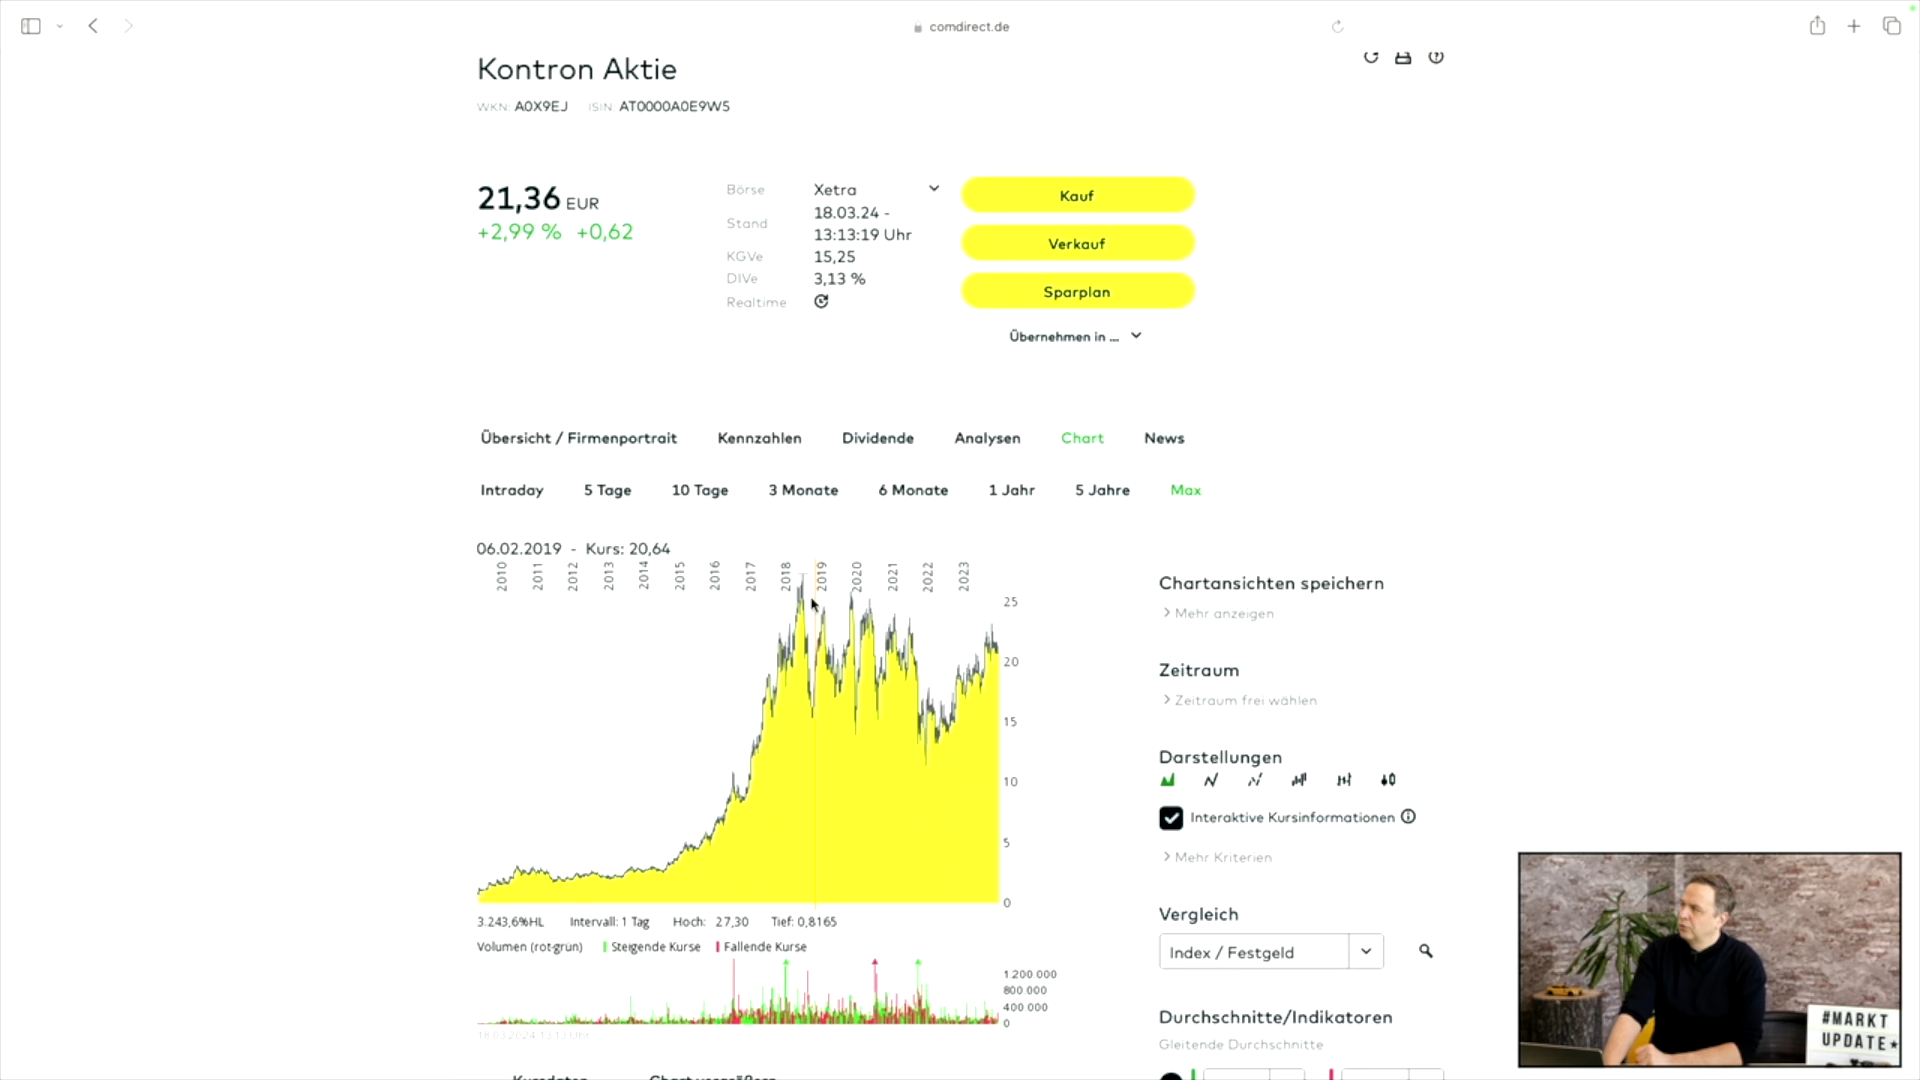 comdirect.de
Kontron Aktie
WKN: A0X9EJ ISIN: AT0000A0E9W5
21,36 EUR
+2,99 % +0,62
Börse Xetra
Stand 18.03.24 -
13:13:19 Uhr
KGVe 15,25
DIVe 3,13 %
Realtime
Kauf
Verkauf
Sparplan
Übernehmen in ...
Übersicht / Firmenportrait Kennzahlen Dividende Analysen Chart News
Intraday 5 Tage 10 Tage 3 Monate 6 Monate 1 Jahr 5 Jahre Max
06.02.2019 - Kurs: 20,64
2010 2011 2012 2013 2014 2015 2016 2017 2018 2019 2020 2021 2022 2023
25
20
15
10
5
0
3.243,6%HL Intervall: 1 Tag Hoch: 27,30 Tief: 0,8165
Volumen (rot-grün) Steigende Kurse Fallende Kurse
1 200 000
800 000
400 000
0
Chartansichten speichern
Mehr anzeigen
Zeitraum
Zeitraum frei wählen
Darstellungen
Interaktive Kursinformationen
Mehr Kriterien
Vergleich
Index / Festgeld
Durchschnitte/Indikatoren
Gleitende Durchschnitte
#MARKT
UPDATE